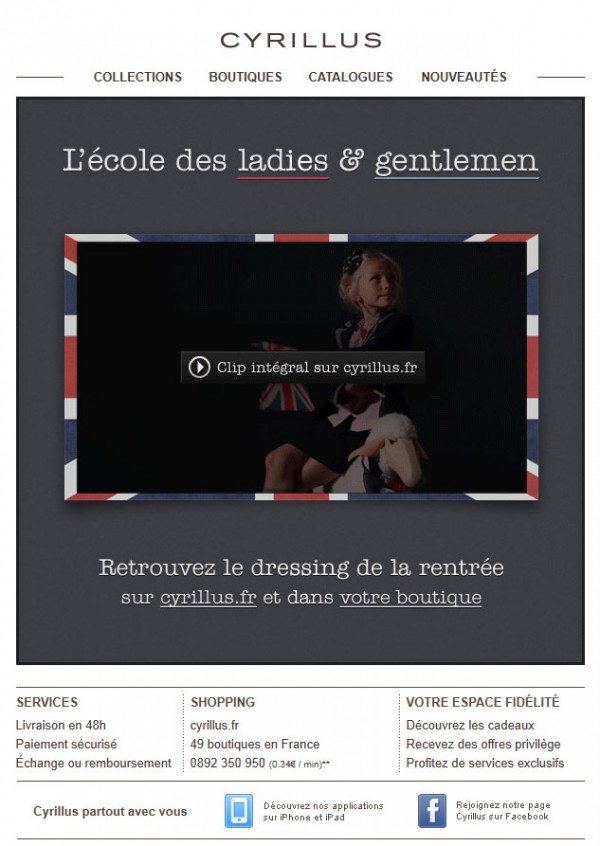 CYRILLUS
COLLECTIONS BOUTIQUES CATALOGUES NOUVEAUTÉS
L'école des ladies & gentlemen
Clip intégral sur cyrillus.fr
Retrouvez le dressing de la rentrée
sur cyrillus.fr et dans votre boutique
SERVICES
Livraison en 48h
Paiement sécurisé
Échange ou remboursement
SHOPPING
cyrillus.fr
49 boutiques en France
0892 350 950 (0.34€ / min)**
VOTRE ESPACE FIDÉLITÉ
Découvrez les cadeaux
Recevez des offres privilège
Profitez de services exclusifs
Cyrillus partout avec vous
Découvrez nos applications
sur iPhone et iPad
f
Rejoignez notre page
Cyrillus sur Facebook